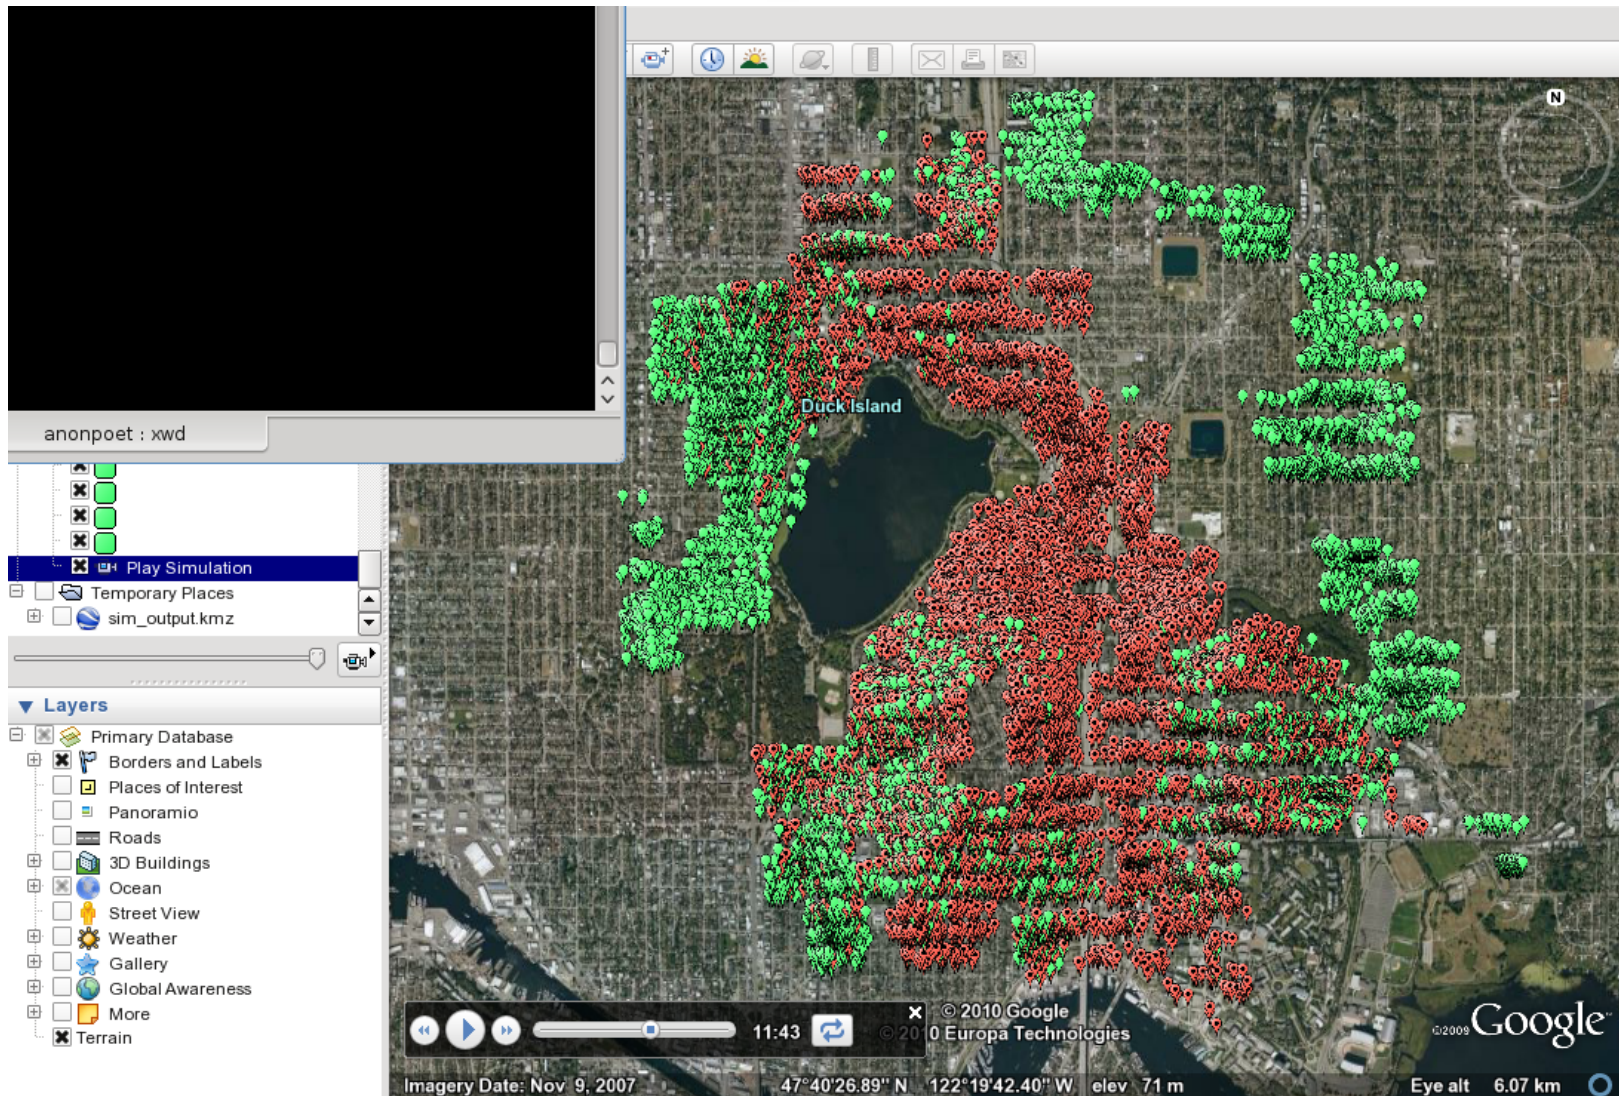 N
Duck Island
anonpoet : xwd
Play Simulation
Temporary Places
sim_output.kmz
Layers
Primary Database
Borders and Labels
Places of Interest
Panoramio
Roads
3D Buildings
Ocean
Street View
Weather
Gallery
Global Awareness
More
Terrain
11:43
© 2010 Google
© 2010 Europa Technologies
©2009 Google
Imagery Date: Nov 9, 2007 47°40'26.89" N 122°19'42.40" W elev 71 m Eye alt 6.07 km